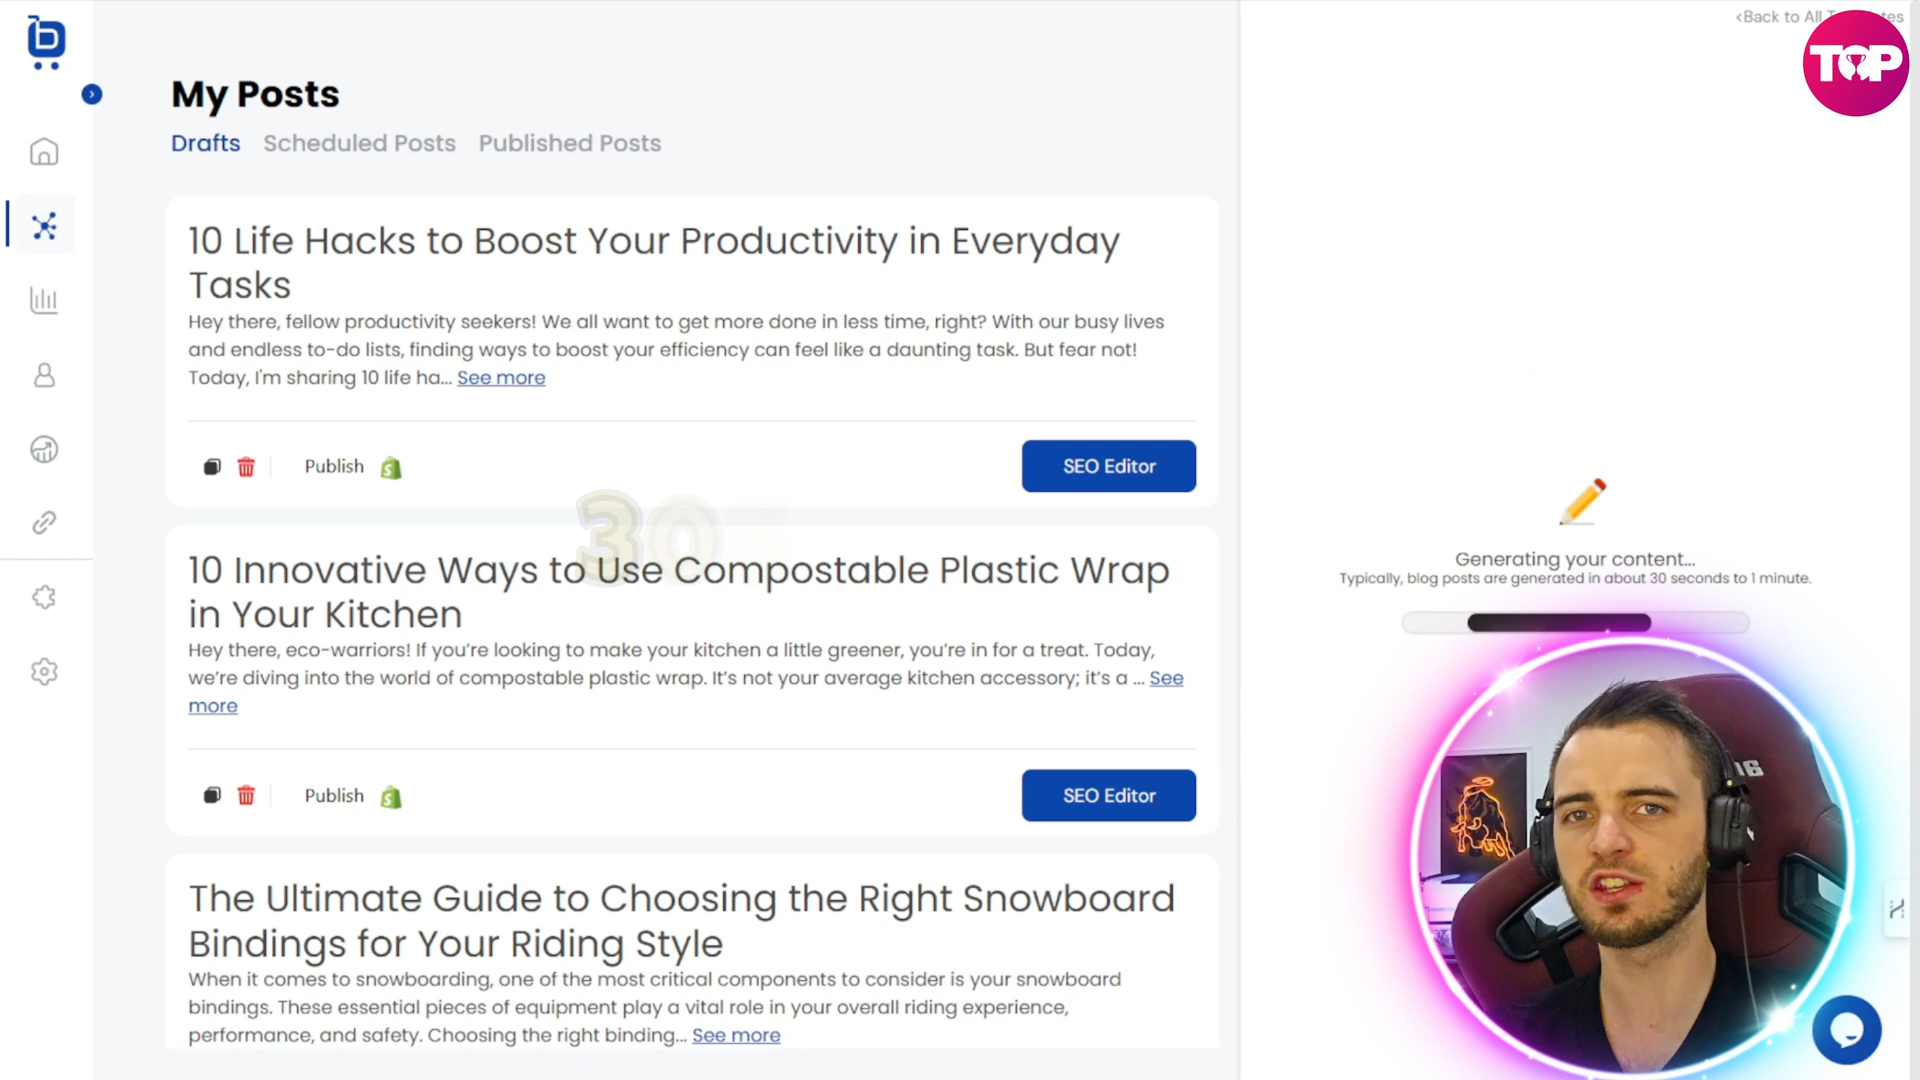 <Back to All
TOP
My Posts
Drafts Scheduled Posts Published Posts
10 Life Hacks to Boost Your Productivity in Everyday
Tasks
Hey there, fellow productivity seekers! We all want to get more done in less time, right? With our busy lives
and endless to-do lists, finding ways to boost your efficiency can feel like a daunting task. But fear not!
Today, I'm sharing 10 life ha... See more
Publish
SEO Editor
30
10 Innovative Ways to Use Compostable Plastic Wrap
in Your Kitchen
Hey there, eco-warriors! If you're looking to make your kitchen a little greener, you're in for a treat. Today,
we're diving into the world of compostable plastic wrap. It's not your average kitchen accessory; it's a ... See
more
Publish
SEO Editor
The Ultimate Guide to Choosing the Right Snowboard
Bindings for Your Riding Style
When it comes to snowboarding, one of the most critical components to consider is your snowboard
bindings. These essential pieces of equipment play a vital role in your overall riding experience,
performance, and safety. Choosing the right binding... See more
Generating your content...
Typically, blog posts are generated in about 30 seconds to 1 minute.